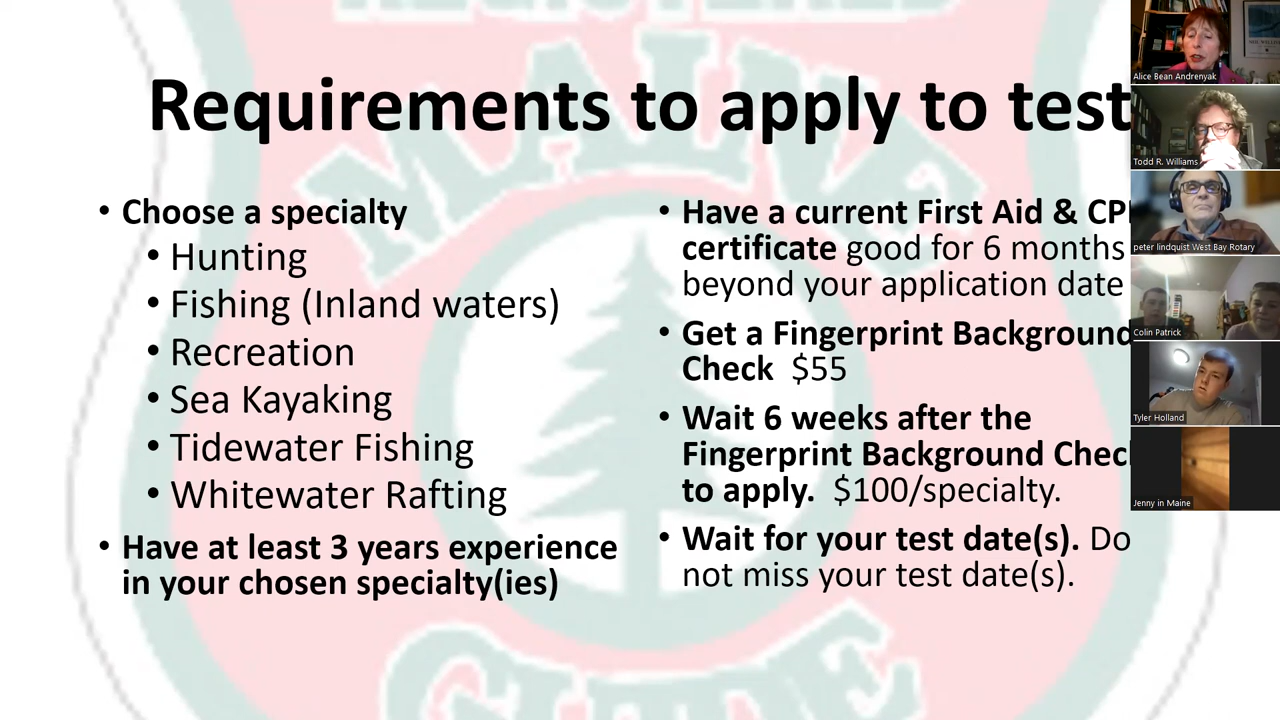 REGISTERED
MAINE
Requirements to apply to test
• Choose a specialty
• Hunting
• Fishing (Inland waters)
• Recreation
• Sea Kayaking
• Tidewater Fishing
• Whitewater Rafting
• Have at least 3 years experience
in your chosen specialty(ies)
• Have a current First Aid & CP
certificate good for 6 months
beyond your application date
• Get a Fingerprint Background
Check $55
• Wait 6 weeks after the
Fingerprint Background Chec
to apply. $100/specialty.
• Wait for your test date(s). Do
not miss your test date(s).
GUIDE
Alice Bean Andrenyak
Todd R. Williams
peter lindquist West Bay Rotary
Colin Patrick
Tyler Holland
Jenny in Maine